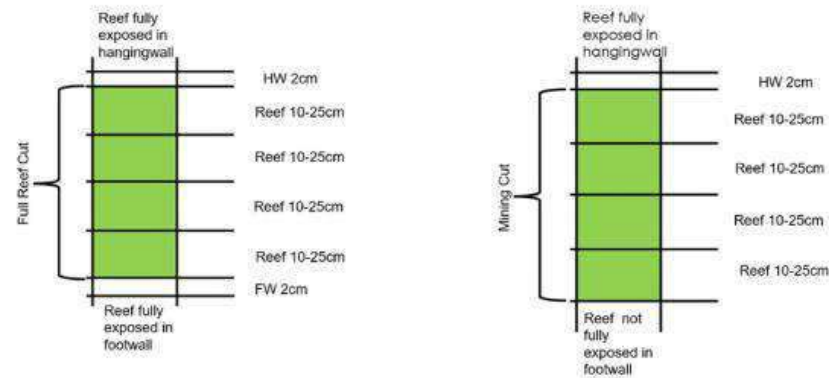 Reef fully
exposed in
hangingwall
HW 2cm
Reef 10-25cm
Reef 10-25cm
Reef 10-25cm
Reef 10-25cm
FW 2cm
Full Reef Cut
Reef fully
exposed in
footwall
Reef fully
exposed in
hangingwall
HW 2cm
Reef 10-25cm
Reef 10-25cm
Reef 10-25cm
Reef 10-25cm
Mining Cut
Reef not
fully
exposed in
footwall